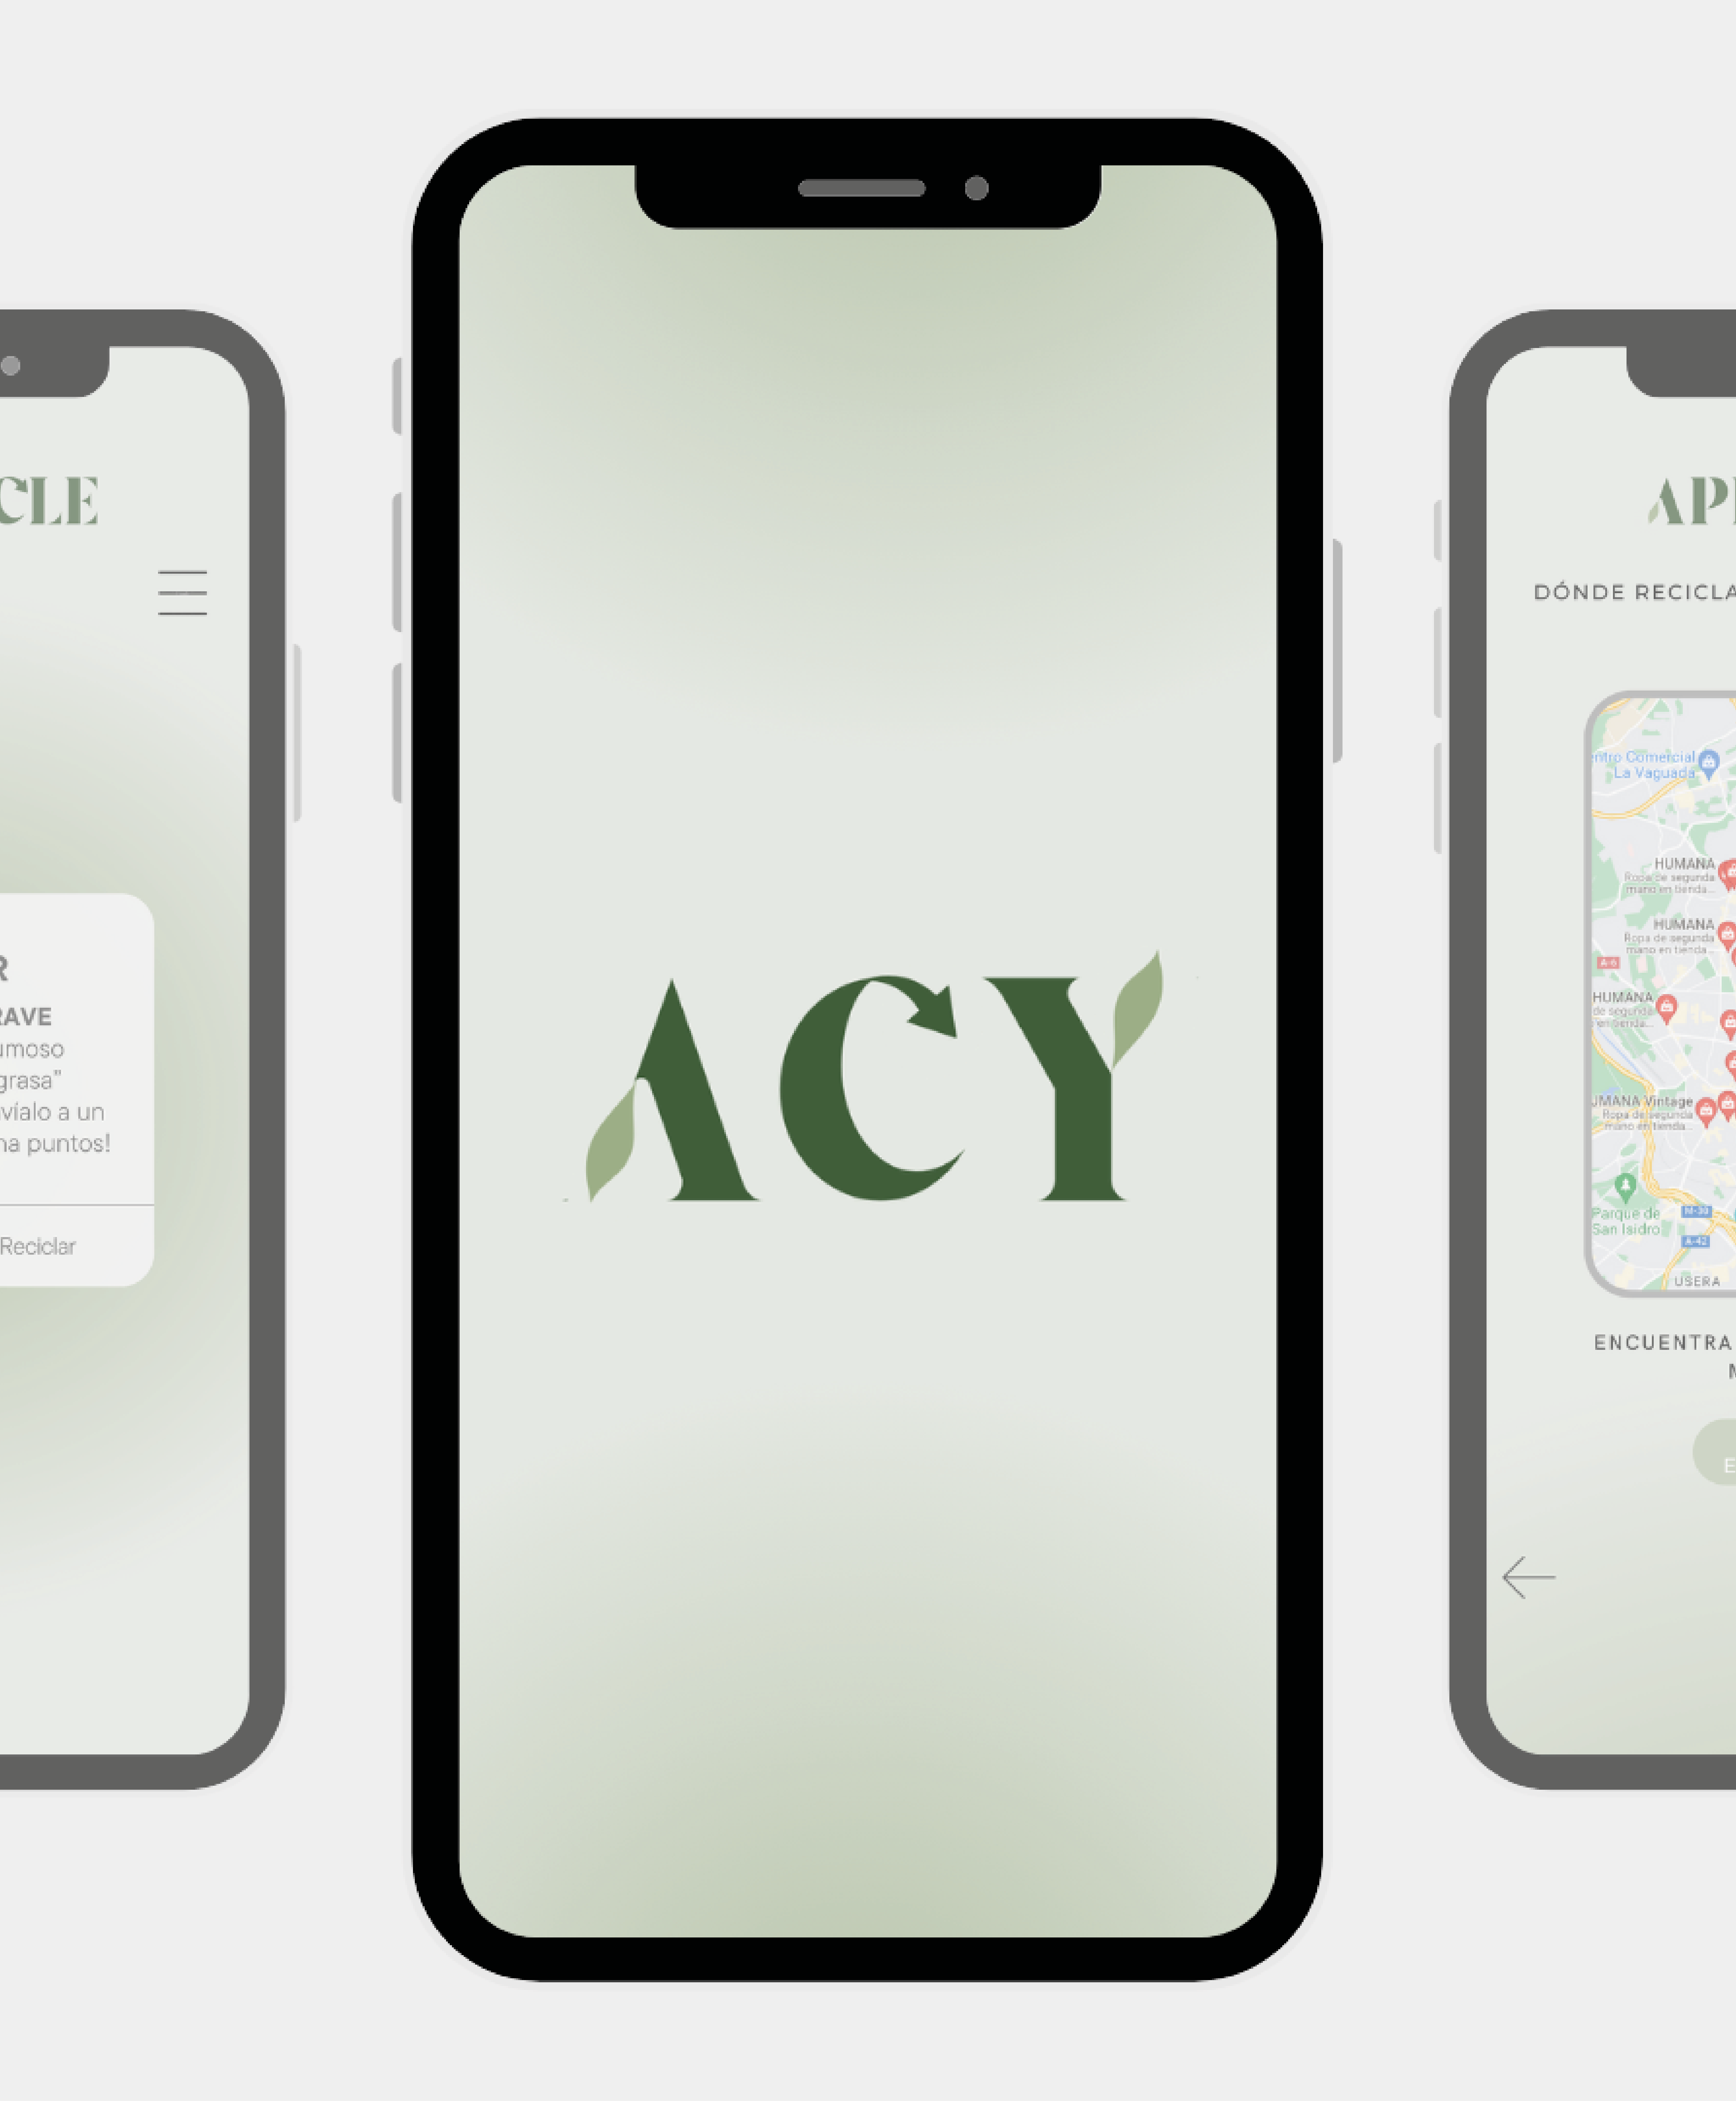 CLE
R
RAVE
umoso
grasa”
víalo a un
na puntos!
Reciclar
ACY
AP
DÓNDE RECICLA
entro Comercial
La Vaguada
HUMANA
Ropa de segunda
mano en tienda...
HUMANA
Ropa de segunda
mano en tienda...
A-6
HUMANA
de segunda
en tienda...
UMANA Vintage
Ropa de segunda
mano en tienda...
Parque de
San Isidro
M-30
A-42
USERA
ENCUENTRA
M
E